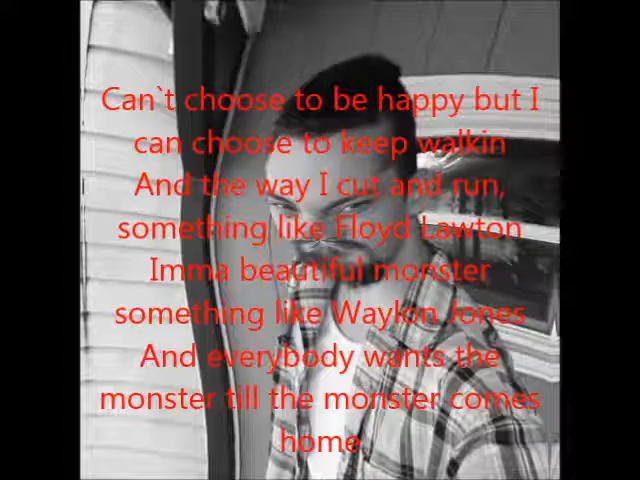 Can`t choose to be happy but I
can choose to keep walkin
And the way I cut and run,
something like Floyd Lawton
Imma beautiful monster
something like Waylon Jones
And everybody wants the
monster till the monster comes
home